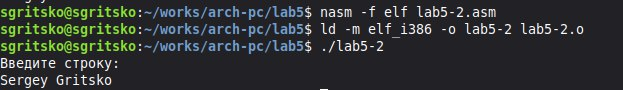 sgritsko@sgritsko:~/works/arch-pc/lab5$ nasm -f elf lab5-2.asm
sgritsko@sgritsko:~/works/arch-pc/lab5$ ld -m elf_i386 -o lab5-2 lab5-2.o
sgritsko@sgritsko:~/works/arch-pc/lab5$ ./lab5-2
Введите строку:
Sergey Gritsko